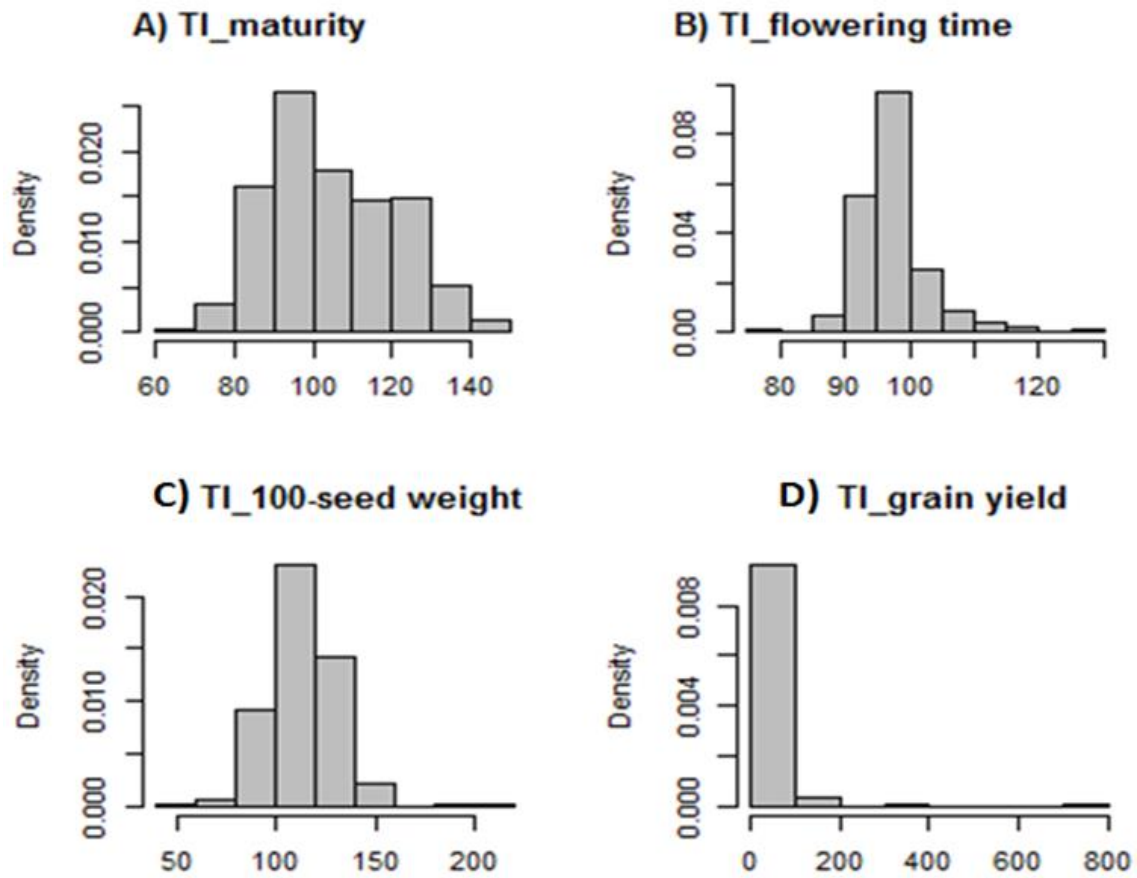 A) TI_maturity
Density
0.000 0.010 0.020
60 80 100 120 140
B) TI_flowering time
Density
0.00 0.04 0.08
80 90 100 120
C) TI_100-seed weight
Density
0.000 0.010 0.020
50 100 150 200
D) TI_grain yield
Density
0.000 0.004 0.008
0 200 400 600 800